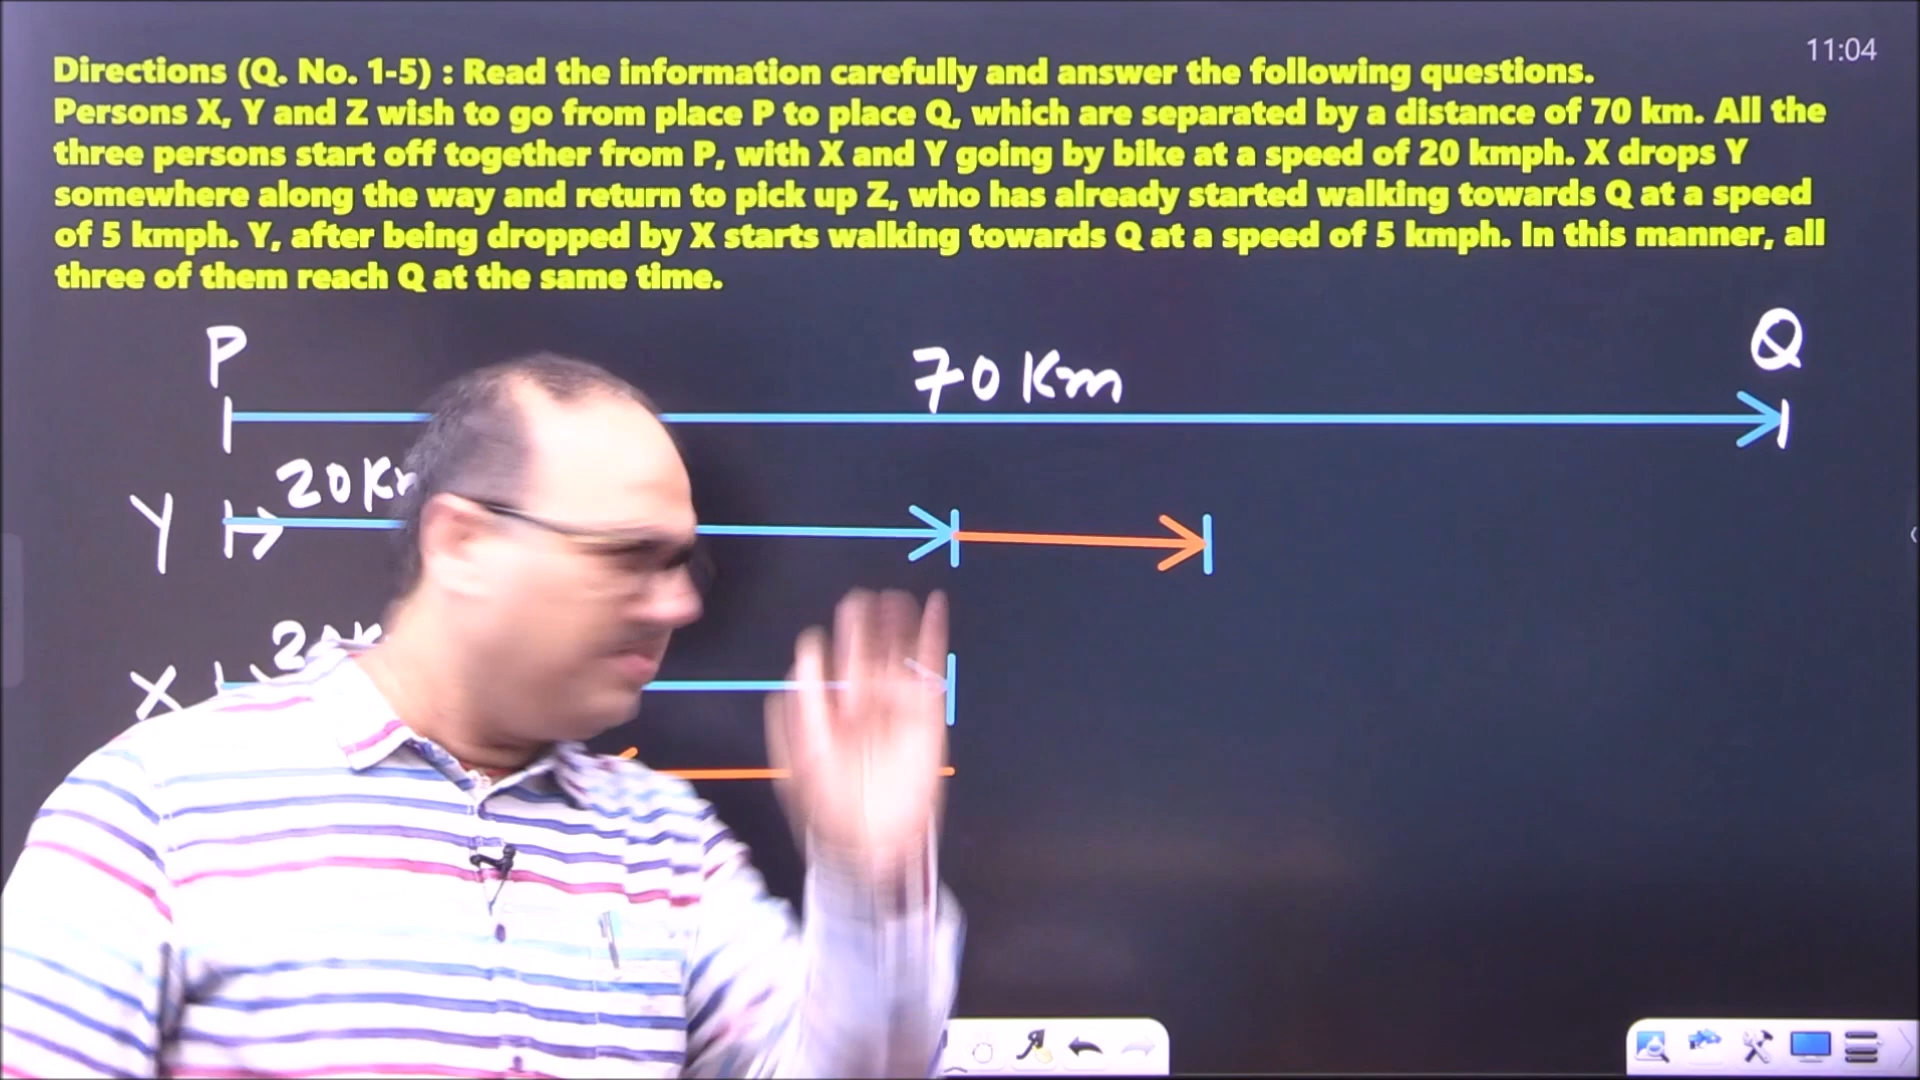 11:04
Directions (Q. No. 1-5) : Read the information carefully and answer the following questions.
Persons X, Y and Z wish to go from place P to place Q, which are separated by a distance of 70 km. All the
three persons start off together from P, with X and Y going by bike at a speed of 20 kmph. X drops Y
somewhere along the way and return to pick up Z, who has already started walking towards Q at a speed
of 5 kmph. Y, after being dropped by X starts walking towards Q at a speed of 5 kmph. In this manner, all
three of them reach Q at the same time.
P Q
70 Km
20
Y
X